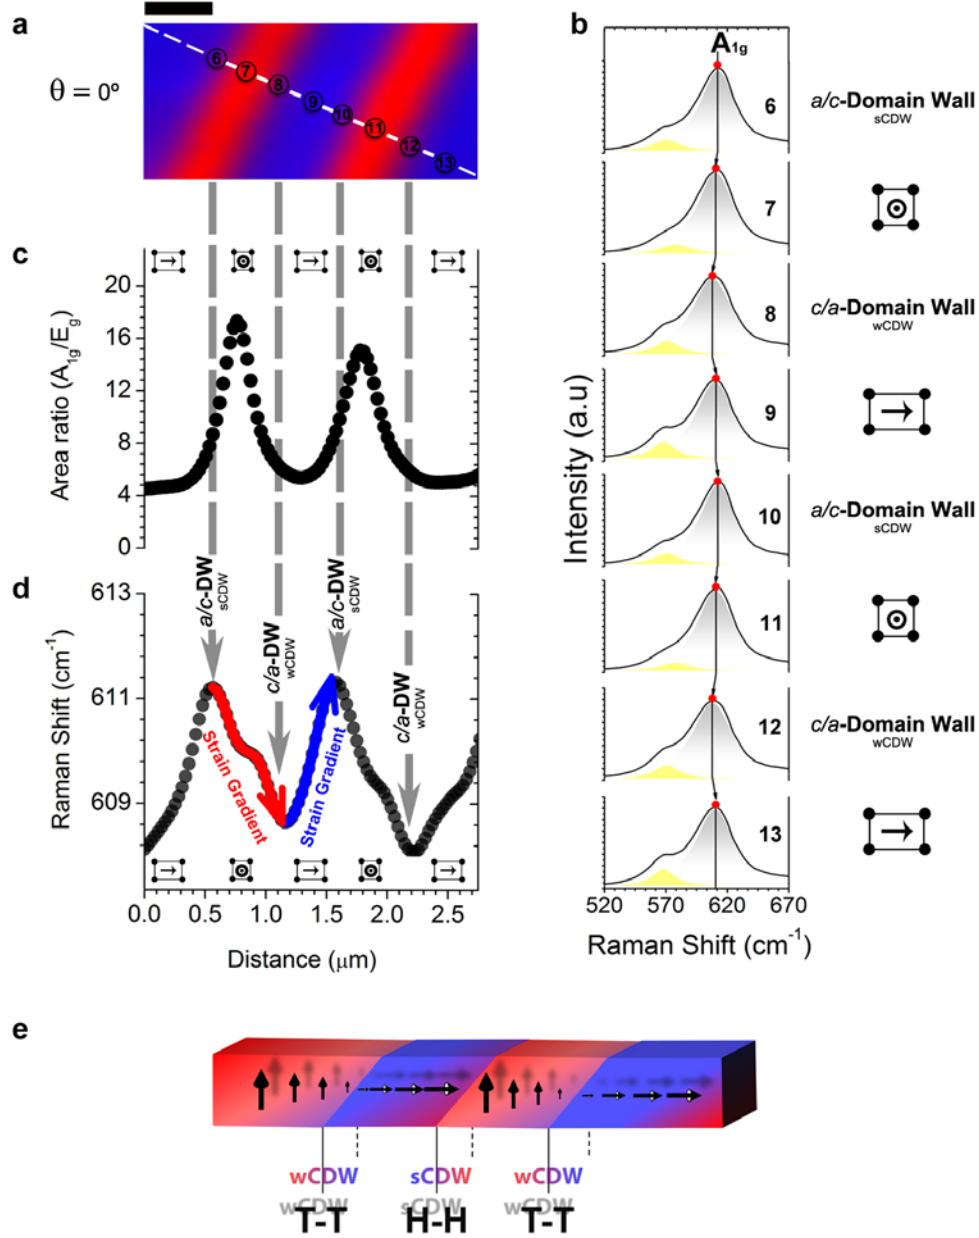 a
θ = 0º
6
7
8
9
10
11
12
13
b
A1g
6
a/c-Domain Wall
sCDW
7
8
c/a-Domain Wall
wCDW
9
10
a/c-Domain Wall
sCDW
11
12
c/a-Domain Wall
wCDW
13
Intensity (a.u)
520 570 620 670
Raman Shift (cm-1)
c
20
16
12
8
4
0
Area ratio (A1g/Eg)
d
613
611
609
Raman Shift (cm-1)
a/c-DW
sCDW
c/a-DW
wCDW
a/c-DW
sCDW
c/a-DW
wCDW
Strain Gradient
Strain Gradient
0.0 0.5 1.0 1.5 2.0 2.5
Distance (μm)
e
wCDW sCDW wCDW
wCDW sCDW wCDW
T-T H-H T-T